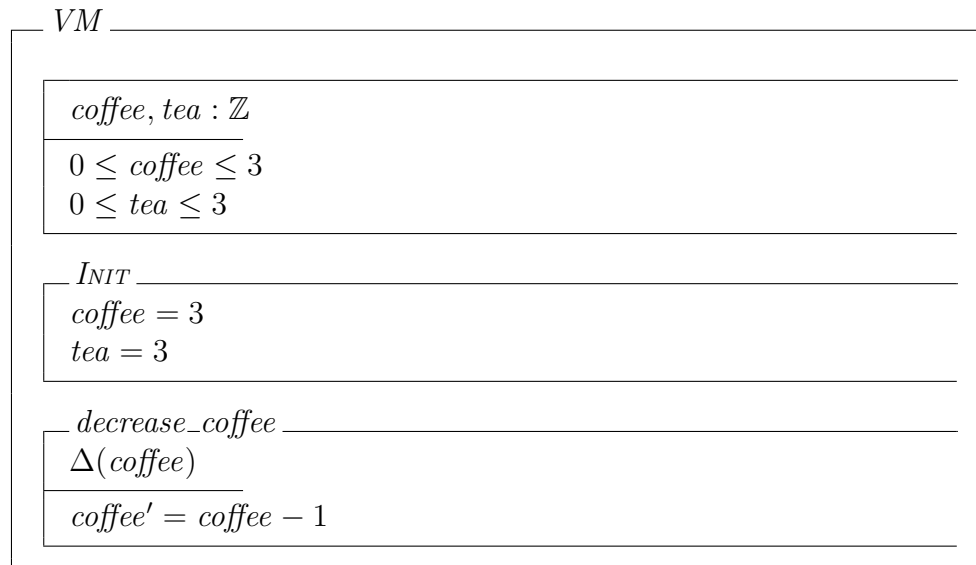 VM
coffee, tea : ℤ
0 ≤ coffee ≤ 3
0 ≤ tea ≤ 3
INIT
coffee = 3
tea = 3
decrease_coffee
Δ(coffee)
coffee′ = coffee − 1